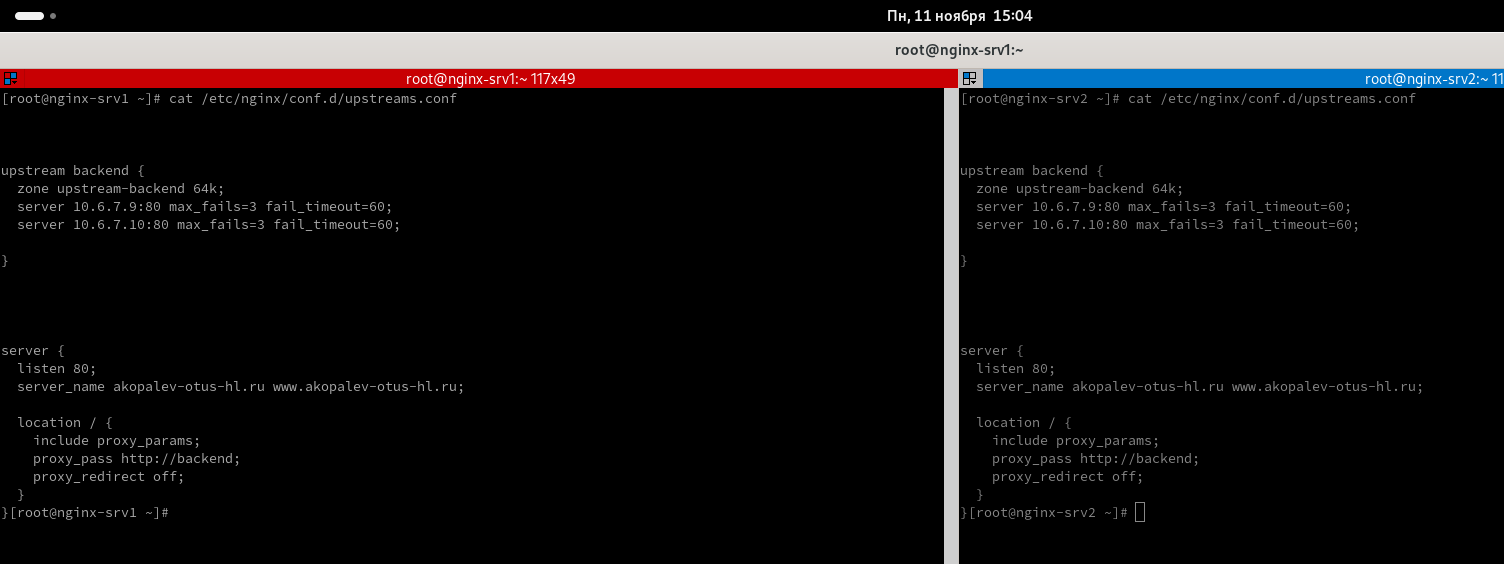 Пн, 11 ноября 15:04
root@nginx-srv1:~
root@nginx-srv1:~ 117x49
[root@nginx-srv1 ~]# cat /etc/nginx/conf.d/upstreams.conf
upstream backend {
  zone upstream-backend 64k;
  server 10.6.7.9:80 max_fails=3 fail_timeout=60;
  server 10.6.7.10:80 max_fails=3 fail_timeout=60;
}
server {
  listen 80;
  server_name akopalev-otus-hl.ru www.akopalev-otus-hl.ru;
  location / {
    include proxy_params;
    proxy_pass http://backend;
    proxy_redirect off;
  }
}[root@nginx-srv1 ~]#
root@nginx-srv2:~ 11
[root@nginx-srv2 ~]# cat /etc/nginx/conf.d/upstreams.conf
upstream backend {
  zone upstream-backend 64k;
  server 10.6.7.9:80 max_fails=3 fail_timeout=60;
  server 10.6.7.10:80 max_fails=3 fail_timeout=60;
}
server {
  listen 80;
  server_name akopalev-otus-hl.ru www.akopalev-otus-hl.ru;
  location / {
    include proxy_params;
    proxy_pass http://backend;
    proxy_redirect off;
  }
}[root@nginx-srv2 ~]#